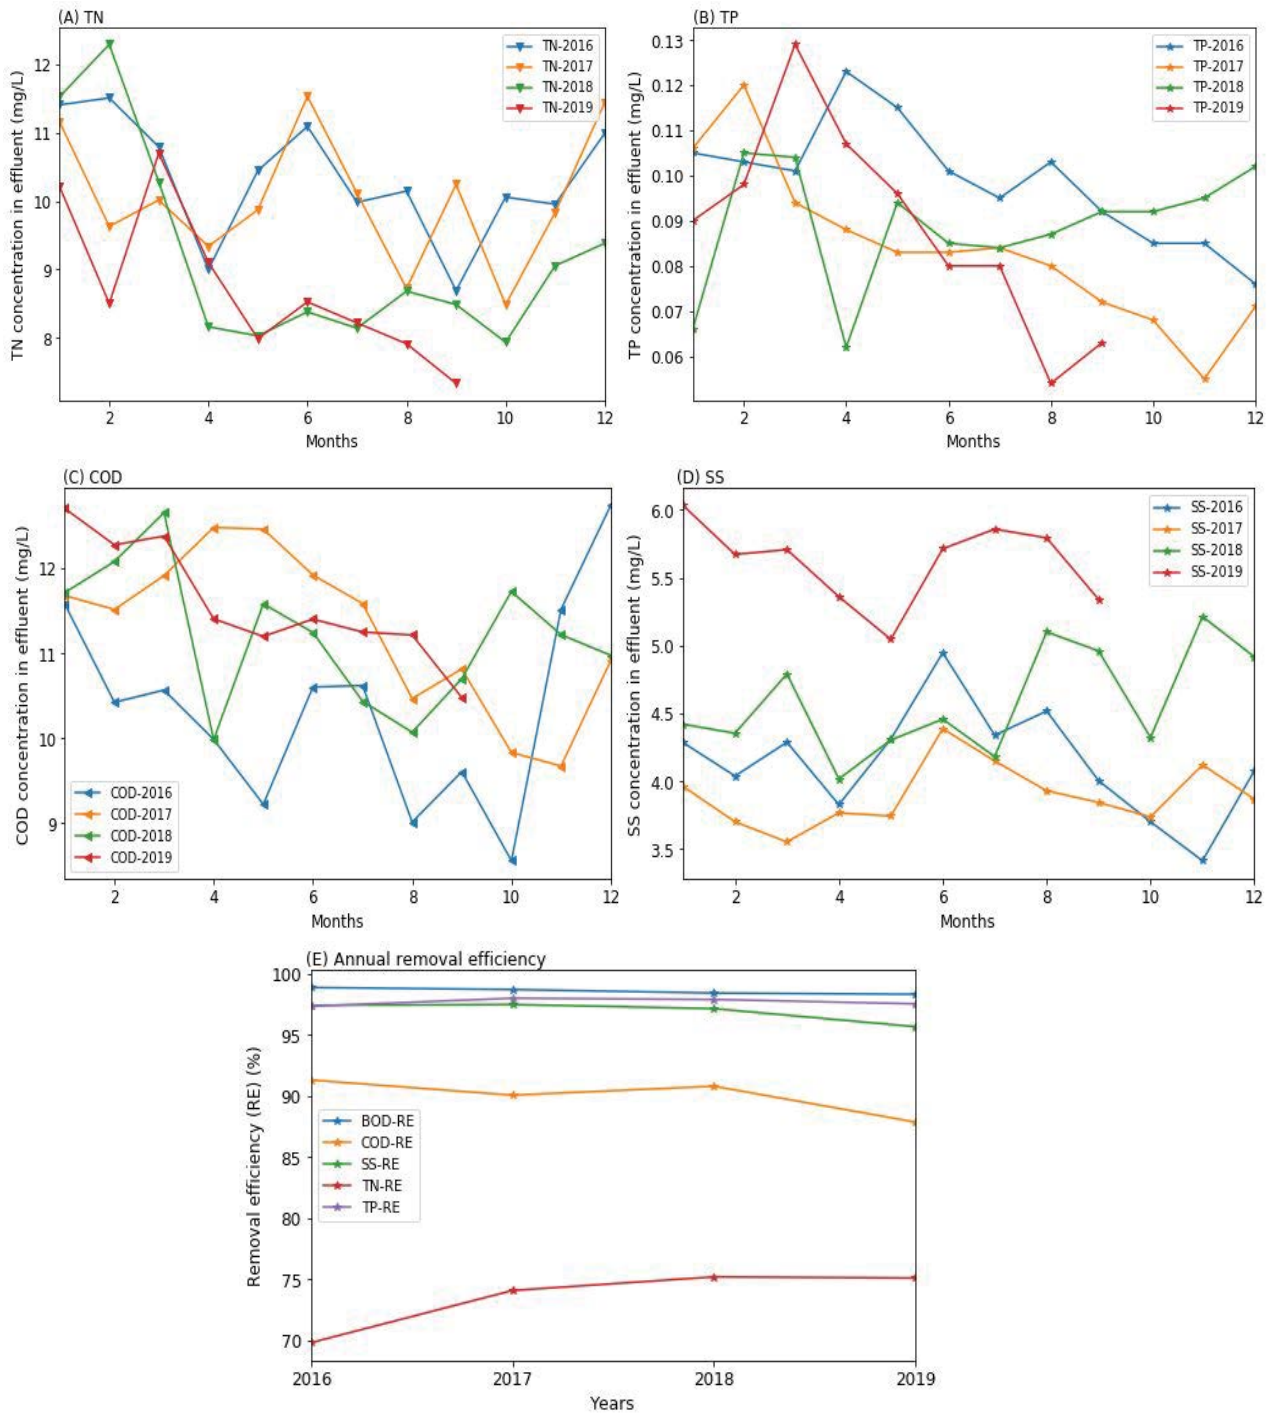 (A) TN
TN concentration in effluent (mg/L)
12
11
10
9
8
TN-2016
TN-2017
TN-2018
TN-2019
2 4 6 8 10 12
Months
(B) TP
TP concentration in effluent (mg/L)
0.13
0.12
0.11
0.10
0.09
0.08
0.07
0.06
TP-2016
TP-2017
TP-2018
TP-2019
2 4 6 8 10 12
Months
(C) COD
COD concentration in effluent (mg/L)
12
11
10
9
COD-2016
COD-2017
COD-2018
COD-2019
2 4 6 8 10 12
Months
(D) SS
SS concentration in effluent (mg/L)
6.0
5.5
5.0
4.5
4.0
3.5
SS-2016
SS-2017
SS-2018
SS-2019
2 4 6 8 10 12
Months
(E) Annual removal efficiency
Removal efficiency (RE) (%)
100
95
90
85
80
75
70
BOD-RE
COD-RE
SS-RE
TN-RE
TP-RE
2016 2017 2018 2019
Years